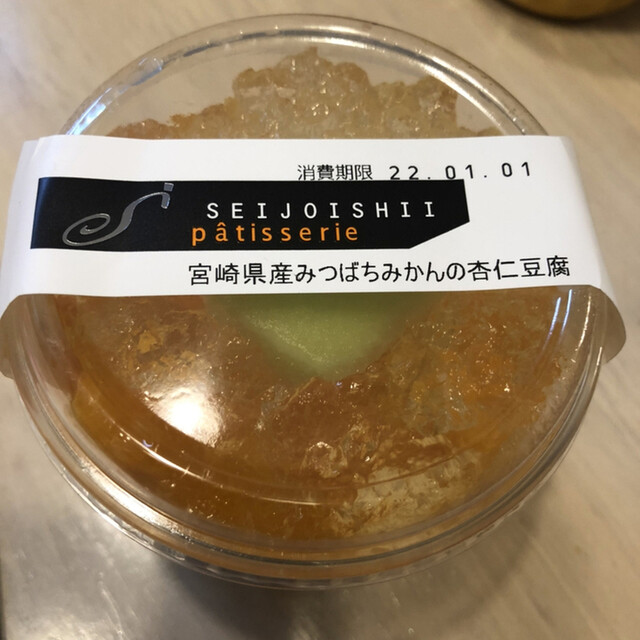 消費期限 22.01.01
SEIJOISHII
pâtisserie
宮崎県産みつばちみかんの杏仁豆腐